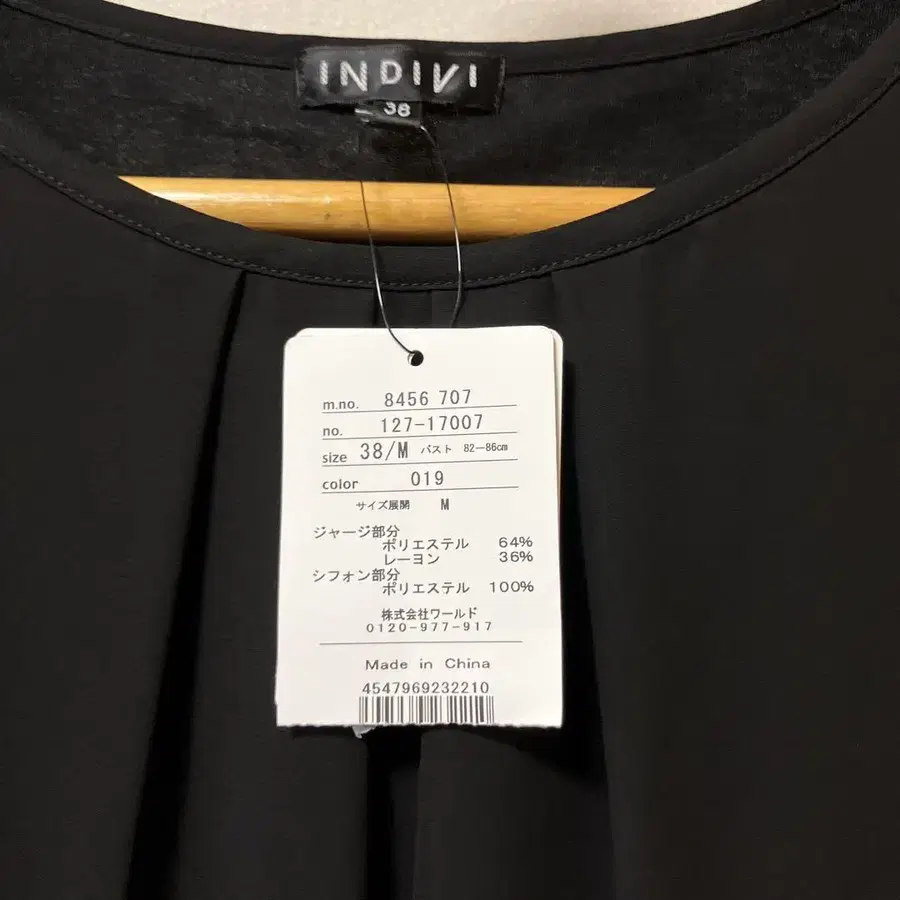 INDIVI
38
m.no. 8456 707
no. 127-17007
size 38/M バスト 82-86cm
color 019
サイズ展開 M
ジャージ部分
ポリエステル 64%
レーヨン 36%
シフォン部分
ポリエステル 100%
株式会社ワールド
0120-977-917
Made in China
4547969232210